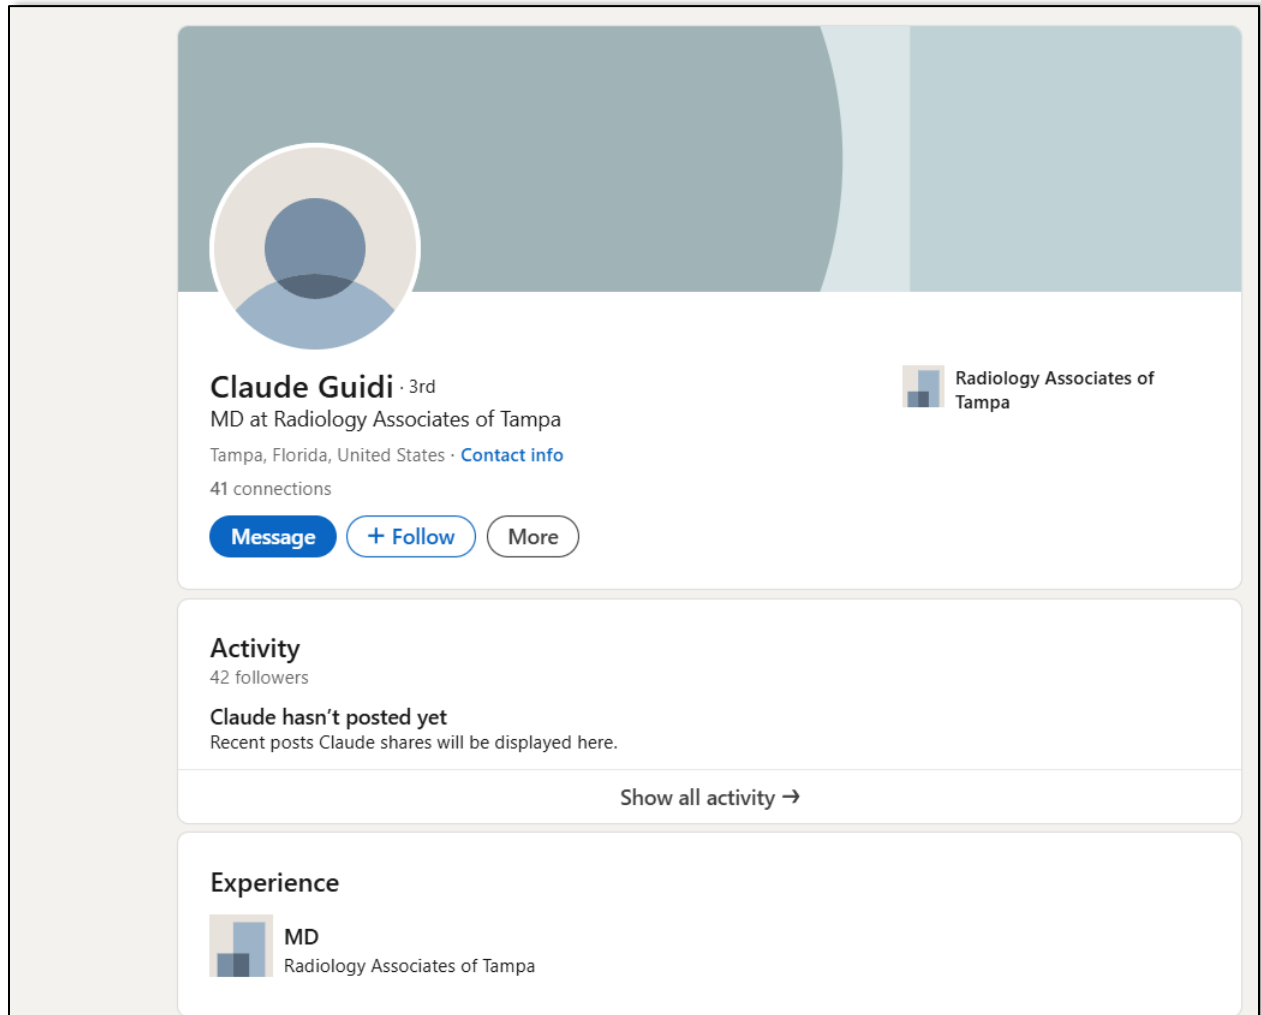 Claude Guidi · 3rd
MD at Radiology Associates of Tampa
Tampa, Florida, United States · Contact info
41 connections
Message + Follow More
Radiology Associates of
Tampa
Activity
42 followers
Claude hasn’t posted yet
Recent posts Claude shares will be displayed here.
Show all activity →
Experience
MD
Radiology Associates of Tampa